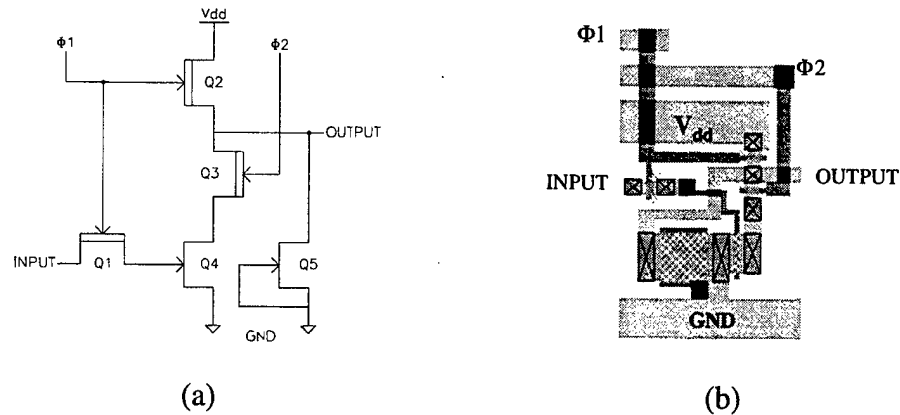 Vdd
Φ1
Φ2
Q2
OUTPUT
Q3
INPUT
Q1
Q4
Q5
GND
(a)
Φ1
Φ2
Vdd
INPUT
OUTPUT
GND
(b)